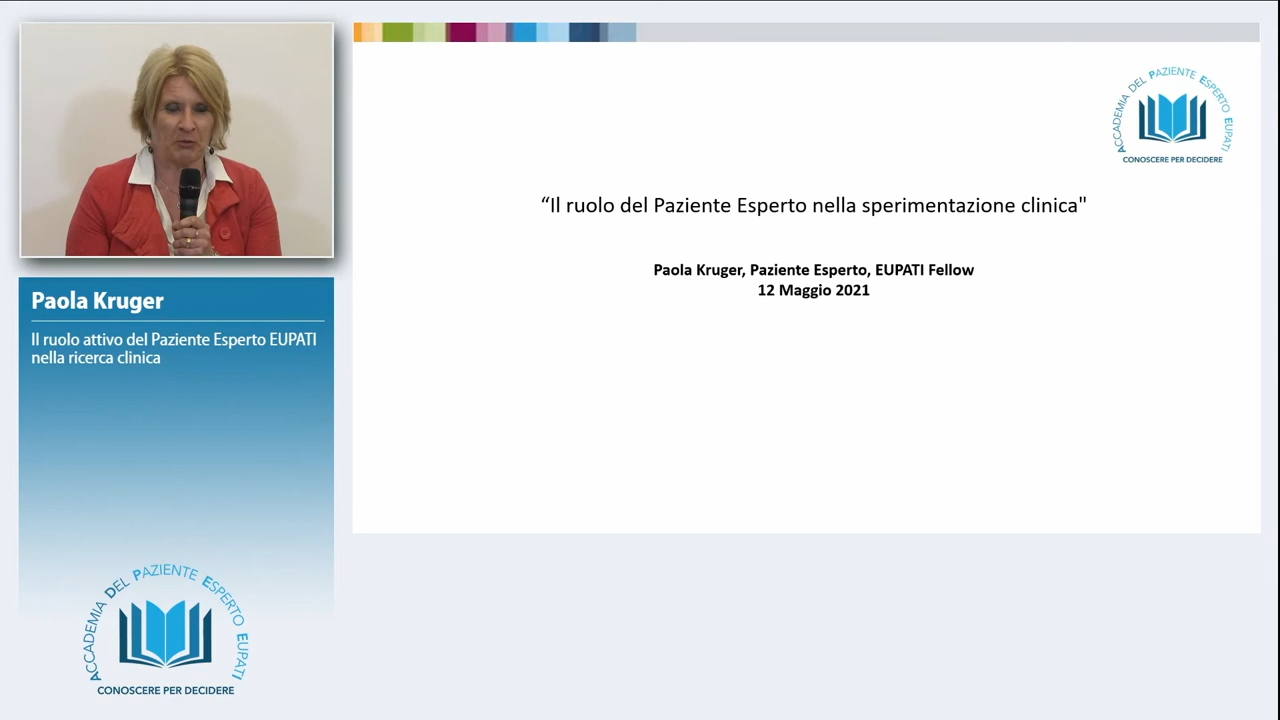 Paola Kruger
Il ruolo attivo del Paziente Esperto EUPATI
nella ricerca clinica
ACCADEMIA DEL PAZIENTE ESPERTO EUPATI
CONOSCERE PER DECIDERE
ACCADEMIA DEL PAZIENTE ESPERTO EUPATI
CONOSCERE PER DECIDERE
“Il ruolo del Paziente Esperto nella sperimentazione clinica"
Paola Kruger, Paziente Esperto, EUPATI Fellow
12 Maggio 2021